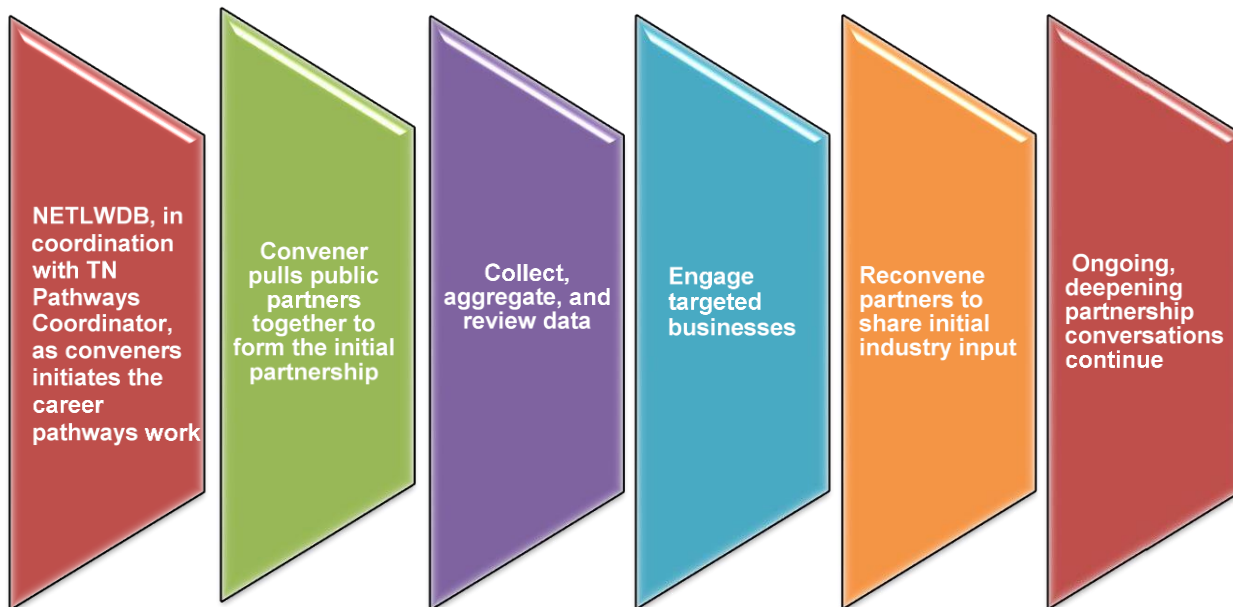 NETLWDB, in
coordination
with TN
Pathways
Coordinator,
as conveners
initiates the
career
pathways work
Convener
pulls public
partners
together to
form the initial
partnership
Collect,
aggregate, and
review data
Engage
targeted
businesses
Reconvene
partners to
share initial
industry input
Ongoing,
deepening
partnership
conversations
continue